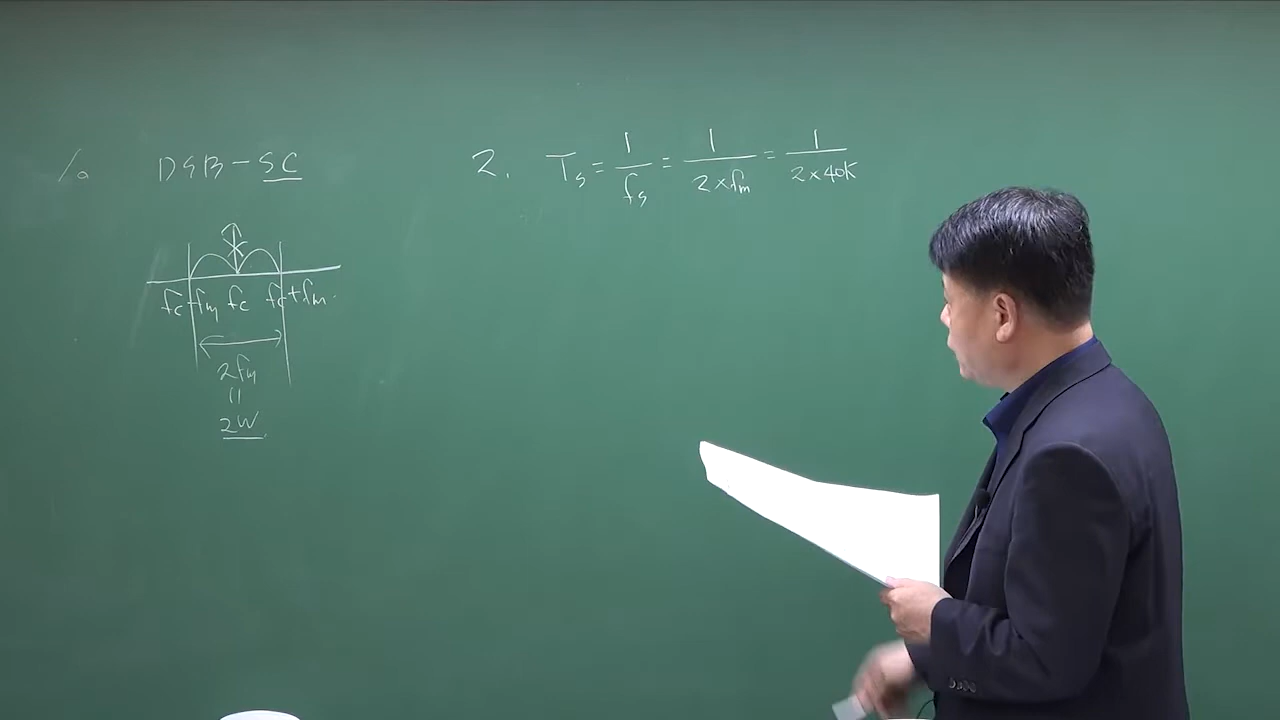 1. DSB-SC
fc-fm fc fc+fm
2fm
=
2W
2. Ts = 1/fs = 1/(2×fm) = 1/(2×40K)